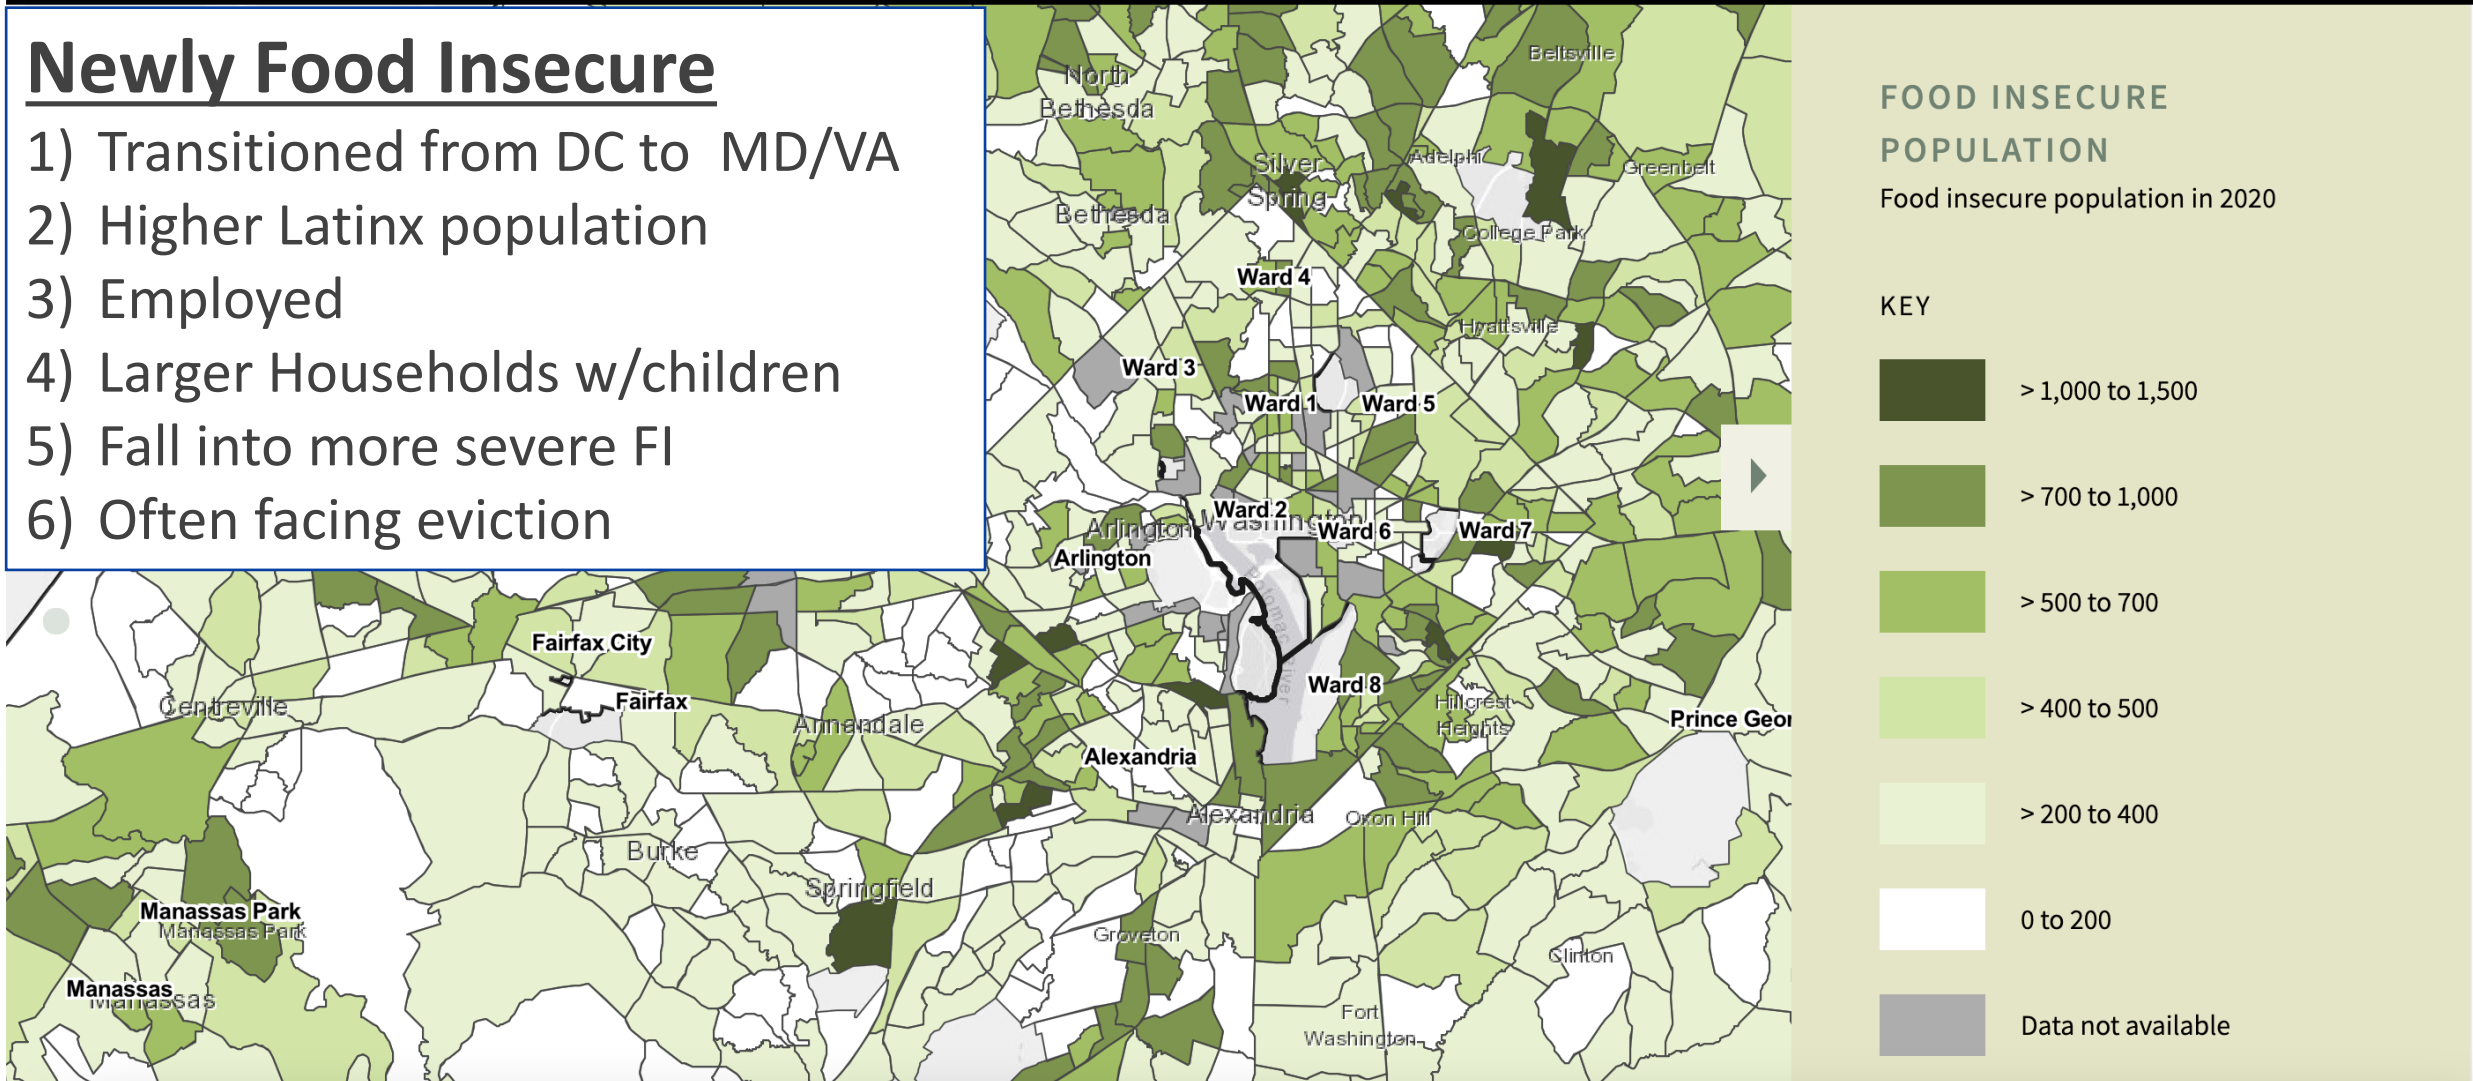 Newly Food Insecure
1) Transitioned from DC to MD/VA
2) Higher Latinx population
3) Employed
4) Larger Households w/children
5) Fall into more severe FI
6) Often facing eviction
FOOD INSECURE
POPULATION
Food insecure population in 2020
KEY
> 1,000 to 1,500
> 700 to 1,000
> 500 to 700
> 400 to 500
> 200 to 400
0 to 200
Data not available
Beltsville
North
Bethesda
Silver
Spring
Adelphi
Greenbelt
Bethesda
College Park
Ward 4
Hyattsville
Ward 3
Ward 1
Ward 5
Ward 2
Washington
Arlington
Ward 6
Ward 7
Arlington
Potomac River
Fairfax City
Fairfax
Centreville
Annandale
Ward 8
Hillcrest
Heights
Prince Geor
Alexandria
Alexandria
Oxon Hill
Burke
Springfield
Manassas Park
Manassas Park
Groveton
Clinton
Manassas
Manassas
Fort
Washington